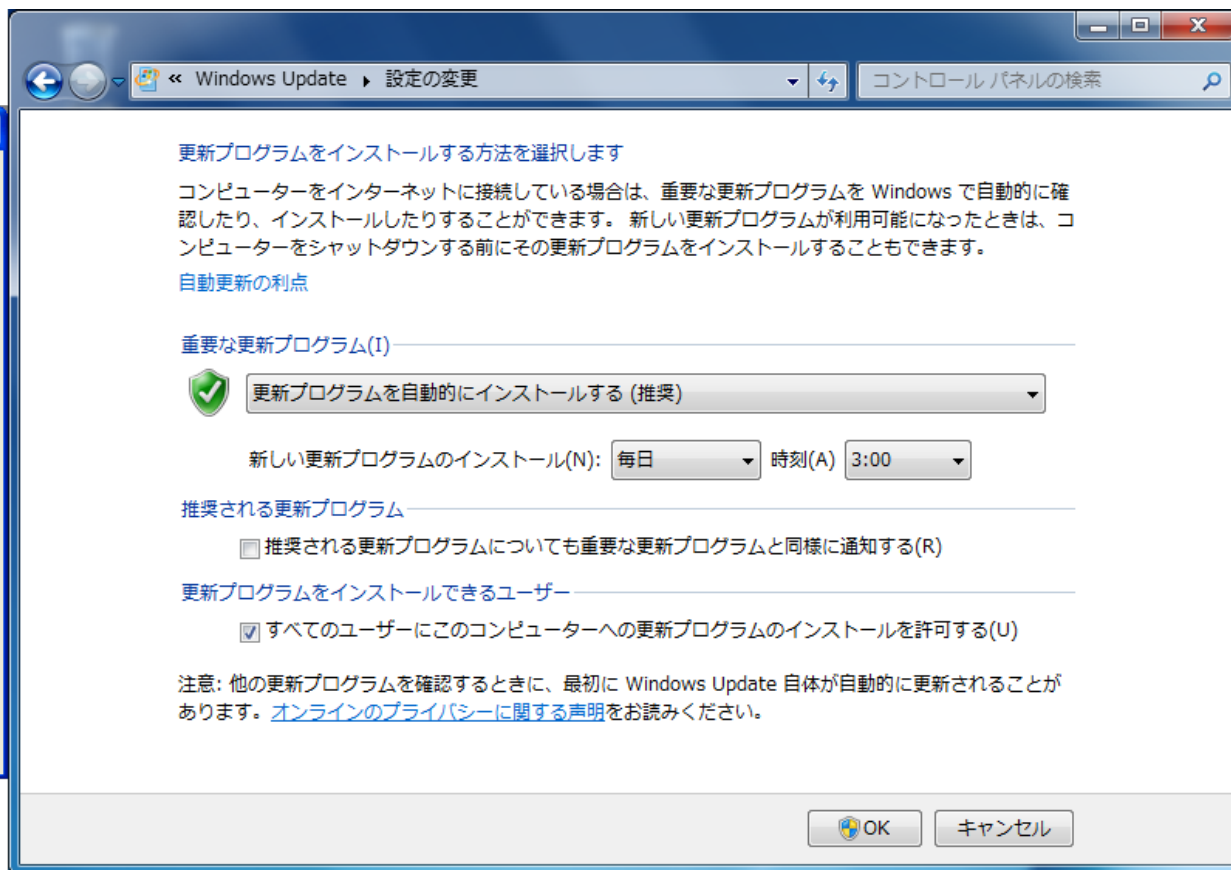 « Windows Update ▸ 設定の変更
コントロール パネルの検索
更新プログラムをインストールする方法を選択します
コンピューターをインターネットに接続している場合は、重要な更新プログラムを Windows で自動的に確
認したり、インストールしたりすることができます。 新しい更新プログラムが利用可能になったときは、コ
ンピューターをシャットダウンする前にその更新プログラムをインストールすることもできます。
自動更新の利点
重要な更新プログラム(I)
更新プログラムを自動的にインストールする (推奨)
新しい更新プログラムのインストール(N): 毎日 時刻(A) 3:00
推奨される更新プログラム
推奨される更新プログラムについても重要な更新プログラムと同様に通知する(R)
更新プログラムをインストールできるユーザー
すべてのユーザーにこのコンピューターへの更新プログラムのインストールを許可する(U)
注意: 他の更新プログラムを確認するときに、最初に Windows Update 自体が自動的に更新されることが
あります。オンラインのプライバシーに関する声明をお読みください。
OK キャンセル